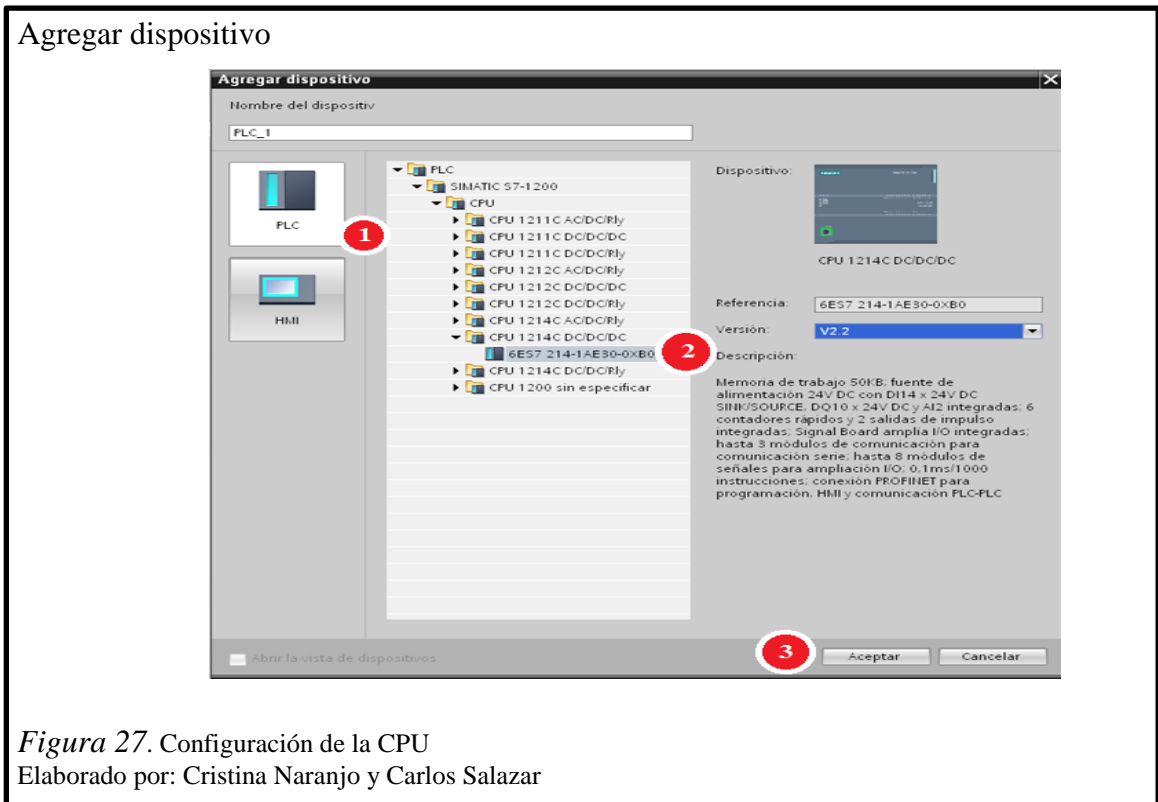 Agregar dispositivo
Agregar dispositivo
Nombre del dispositiv
PLC_1
PLC
HMI
1
PLC
SIMATIC S7-1200
CPU
CPU 1211C AC/DC/Rly
CPU 1211C DC/DC/DC
CPU 1211C DC/DC/Rly
CPU 1212C AC/DC/Rly
CPU 1212C DC/DC/DC
CPU 1212C DC/DC/Rly
CPU 1214C AC/DC/Rly
CPU 1214C DC/DC/DC
6ES7 214-1AE30-0XB0
CPU 1214C DC/DC/Rly
CPU 1200 sin especificar
2
Dispositivo:
CPU 1214C DC/DC/DC
Referencia:
6ES7 214-1AE30-0XB0
Versión:
V2.2
Descripción:
Memoria de trabajo 50KB; fuente de
alimentación 24V DC con DI14 x 24V DC
SINK/SOURCE, DQ10 x 24V DC y AI2 integradas; 6
contadores rápidos y 2 salidas de impulso
integradas; Signal Board amplía I/O integradas;
hasta 3 módulos de comunicación para
comunicación serie; hasta 8 módulos de
señales para ampliación I/O; 0,1ms/1000
instrucciones; conexión PROFINET para
programación, HMI y comunicación PLC-PLC
Abrir la vista de dispositivos
3
Aceptar
Cancelar
Figura 27. Configuración de la CPU
Elaborado por: Cristina Naranjo y Carlos Salazar